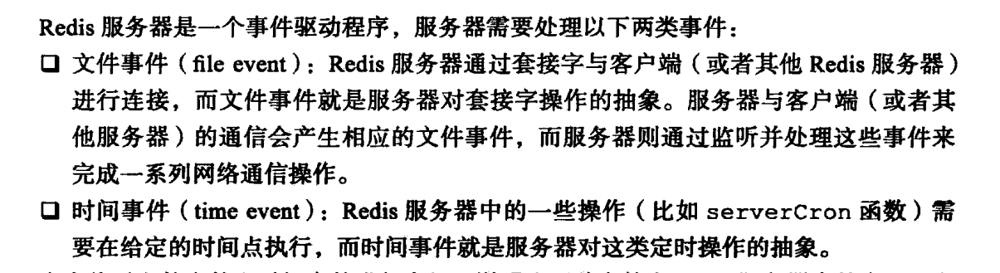 Redis 服务器是一个事件驱动程序，服务器需要处理以下两类事件：
❑ 文件事件（file event）：Redis 服务器通过套接字与客户端（或者其他 Redis 服务器）
进行连接，而文件事件就是服务器对套接字操作的抽象。服务器与客户端（或者其
他服务器）的通信会产生相应的文件事件，而服务器则通过监听并处理这些事件来
完成一系列网络通信操作。
❑ 时间事件（time event）：Redis 服务器中的一些操作（比如 serverCron 函数）需
要在给定的时间点执行，而时间事件就是服务器对这类定时操作的抽象。